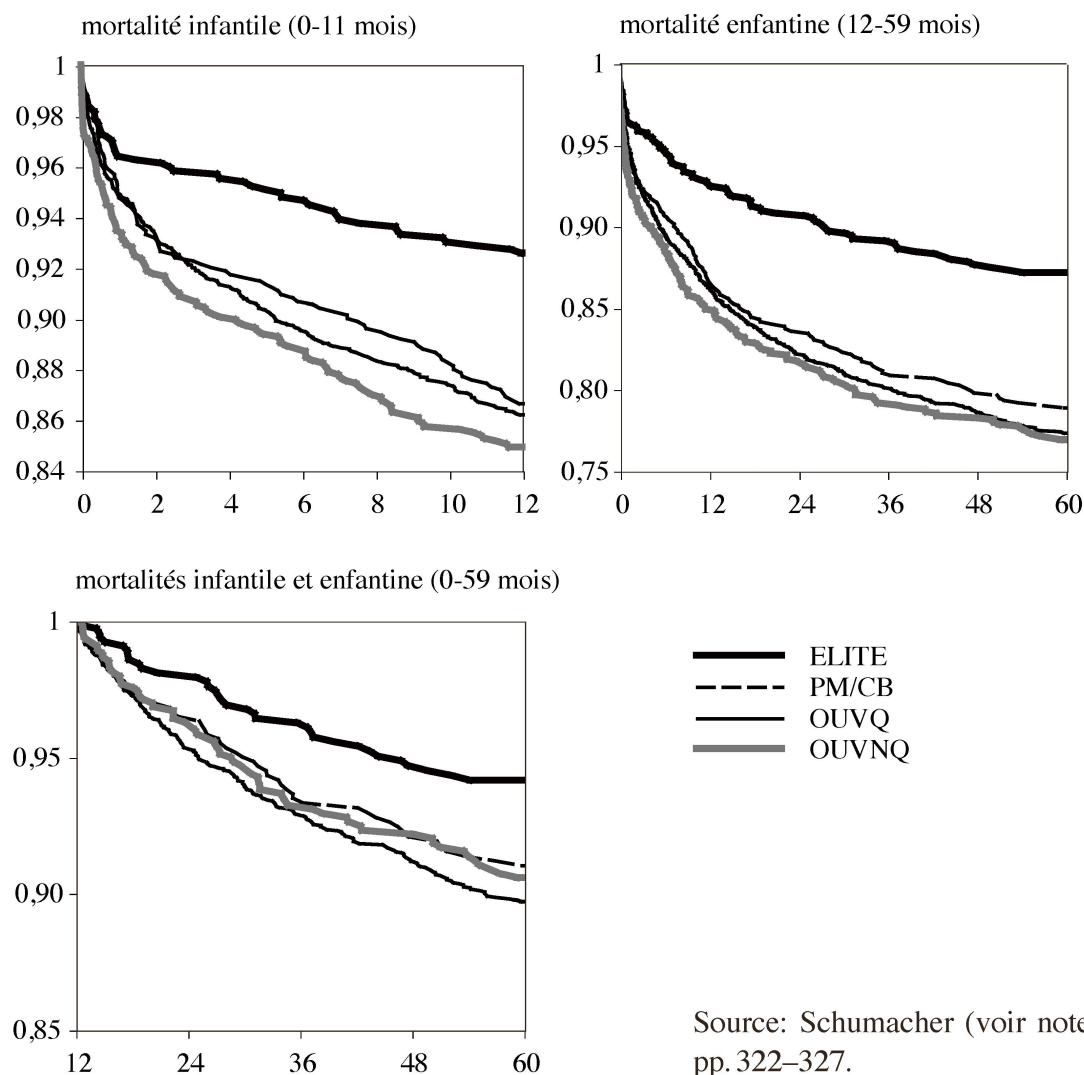 mortalité infantile (0-11 mois)
1
0,98
0,96
0,94
0,92
0,90
0,88
0,86
0,84
0 2 4 6 8 10 12
mortalité enfantine (12-59 mois)
1
0,95
0,90
0,85
0,80
0,75
0 12 24 36 48 60
mortalités infantile et enfantine (0-59 mois)
1
0,95
0,90
0,85
12 24 36 48 60
ELITE
PM/CB
OUVQ
OUVNQ
Source: Schumacher (voir note
pp. 322–327.